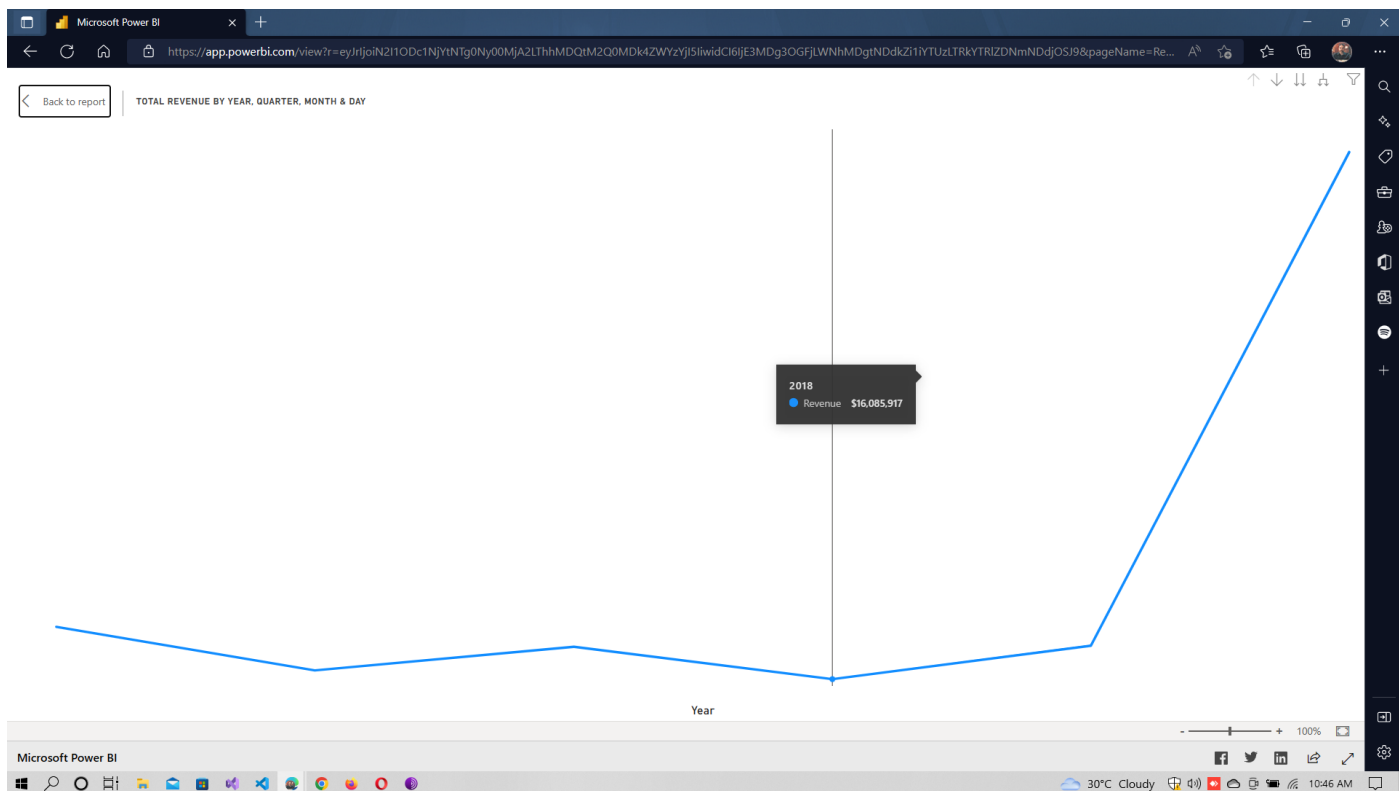 Microsoft Power BI
https://app.powerbi.com/view?r=eyJrIjoiN2I1ODc1NjYtNTg0Ny00MjA2LThhMDQtM2Q0MDk4ZWYzYjI5IiwidCI6IjE3MDg3OGFjLWNhMDgtNDdkZi1iYTUzLTRkYTRlZDNmNDdjOSJ9&pageName=Re...
Back to report
TOTAL REVENUE BY YEAR, QUARTER, MONTH & DAY
2018
Revenue $16,085,917
Year
- + 100%
Microsoft Power BI
30°C Cloudy 10:46 AM